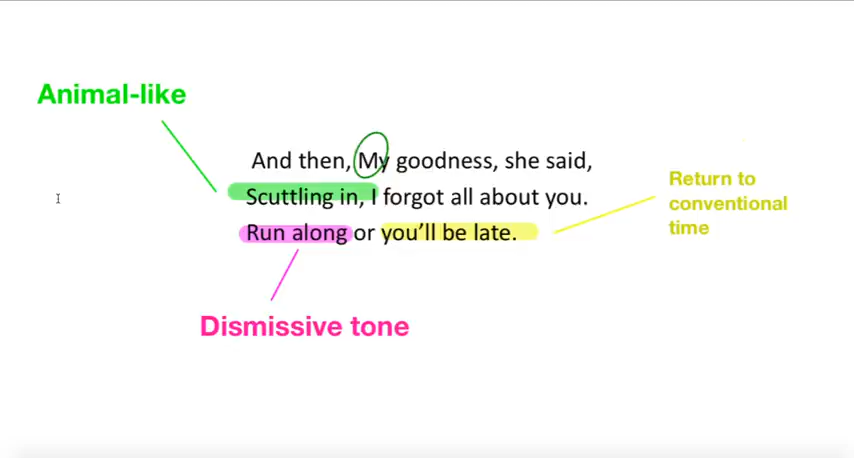 Animal-like
And then, My goodness, she said,
Scuttling in, I forgot all about you.
Run along or you'll be late.
Return to
conventional
time
Dismissive tone